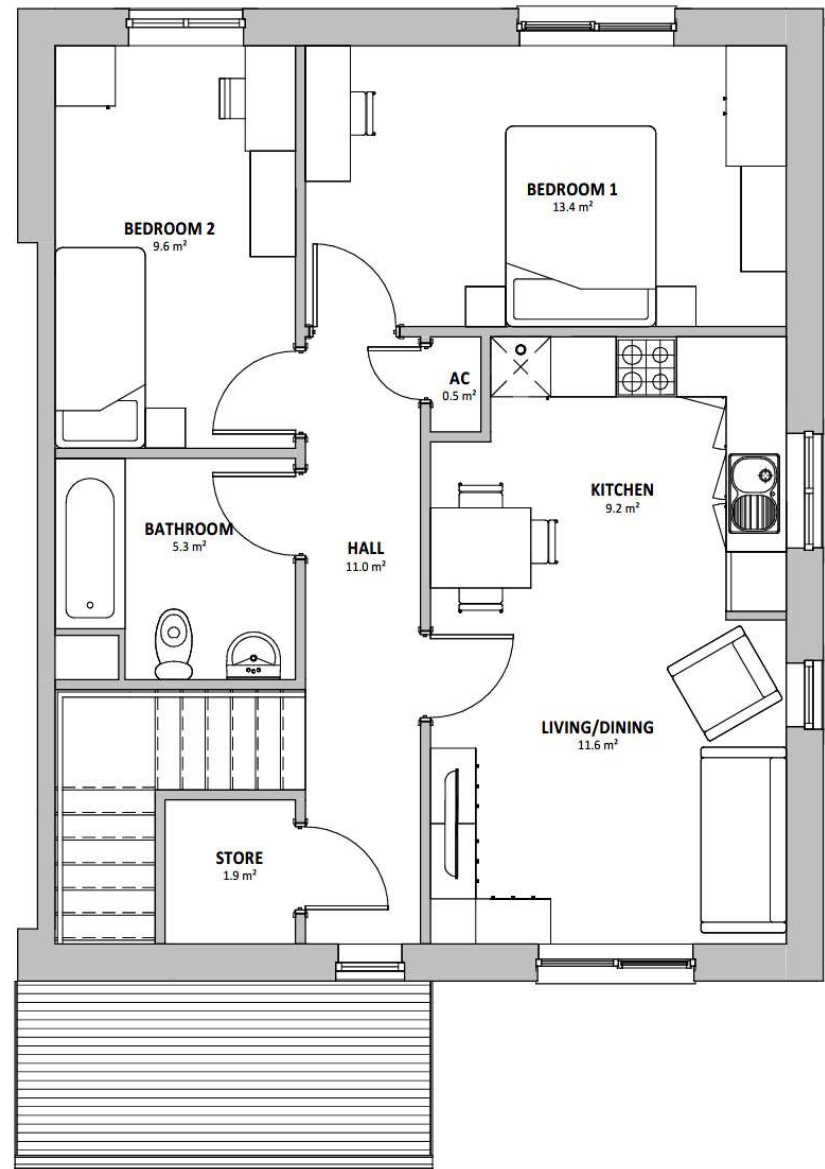 BEDROOM 1
13.4 m²
BEDROOM 2
9.6 m²
AC
0.5 m²
KITCHEN
9.2 m²
BATHROOM
5.3 m²
HALL
11.0 m²
LIVING/DINING
11.6 m²
STORE
1.9 m²